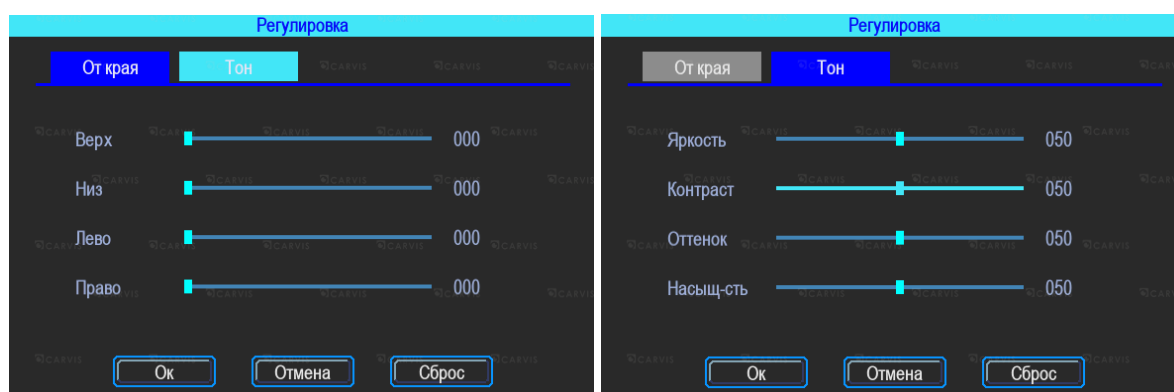 Регулировка
От края Тон
Верх 000
Низ 000
Лево 000
Право 000
Ок Отмена Сброс
Регулировка
От края Тон
Яркость 050
Контраст 050
Оттенок 050
Насыщ-сть 050
Ок Отмена Сброс
CARVIS